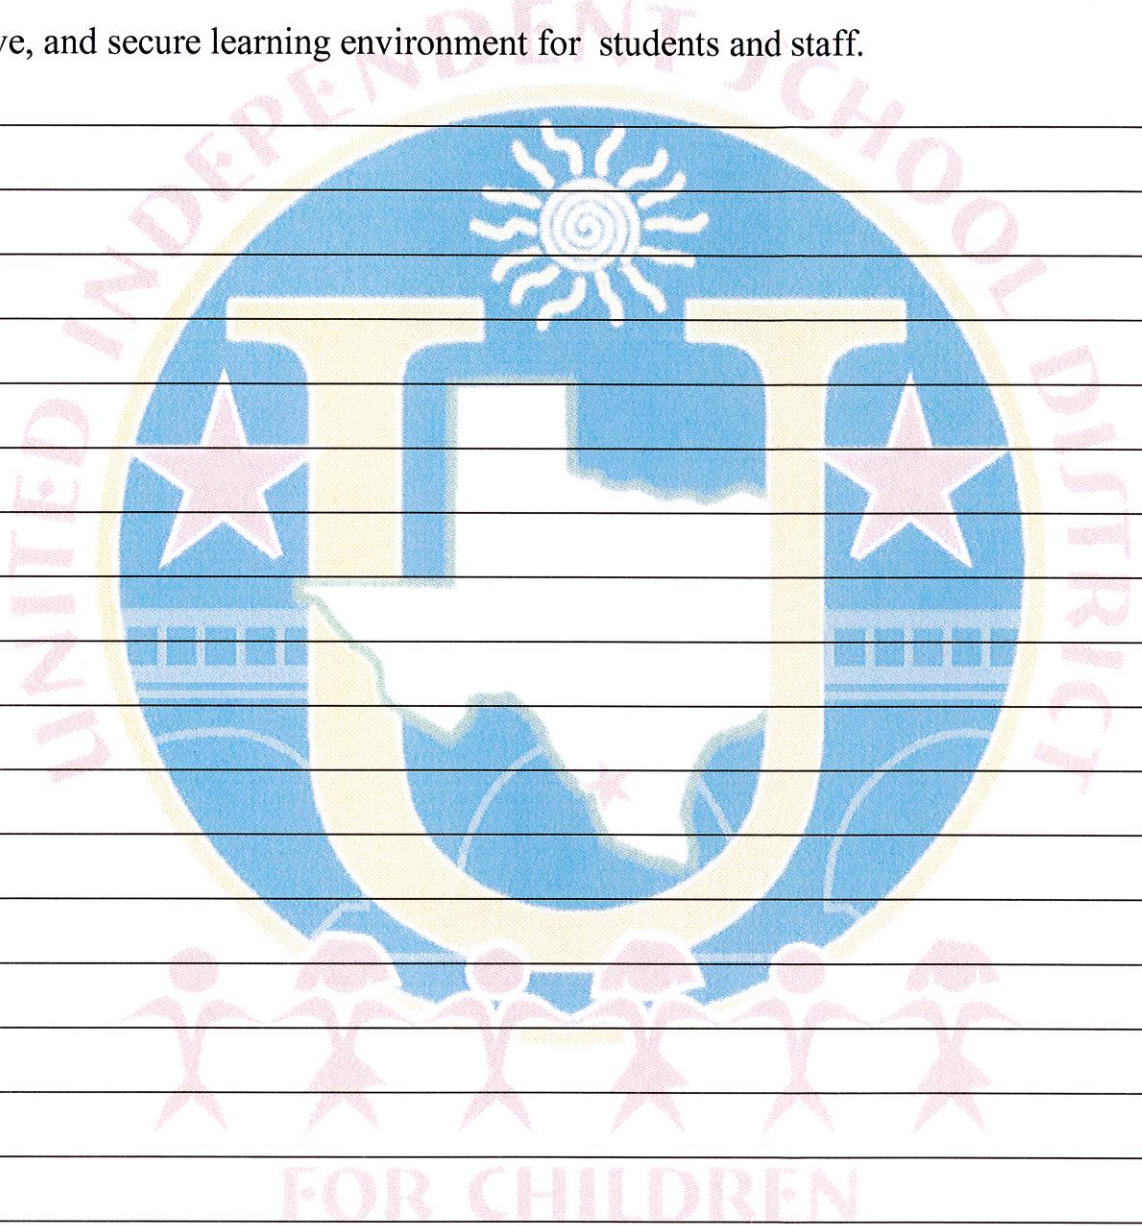 ve, and secure learning environment for  students and staff.
UNITED INDEPENDENT SCHOOL DISTRICT
U
FOR CHILDREN